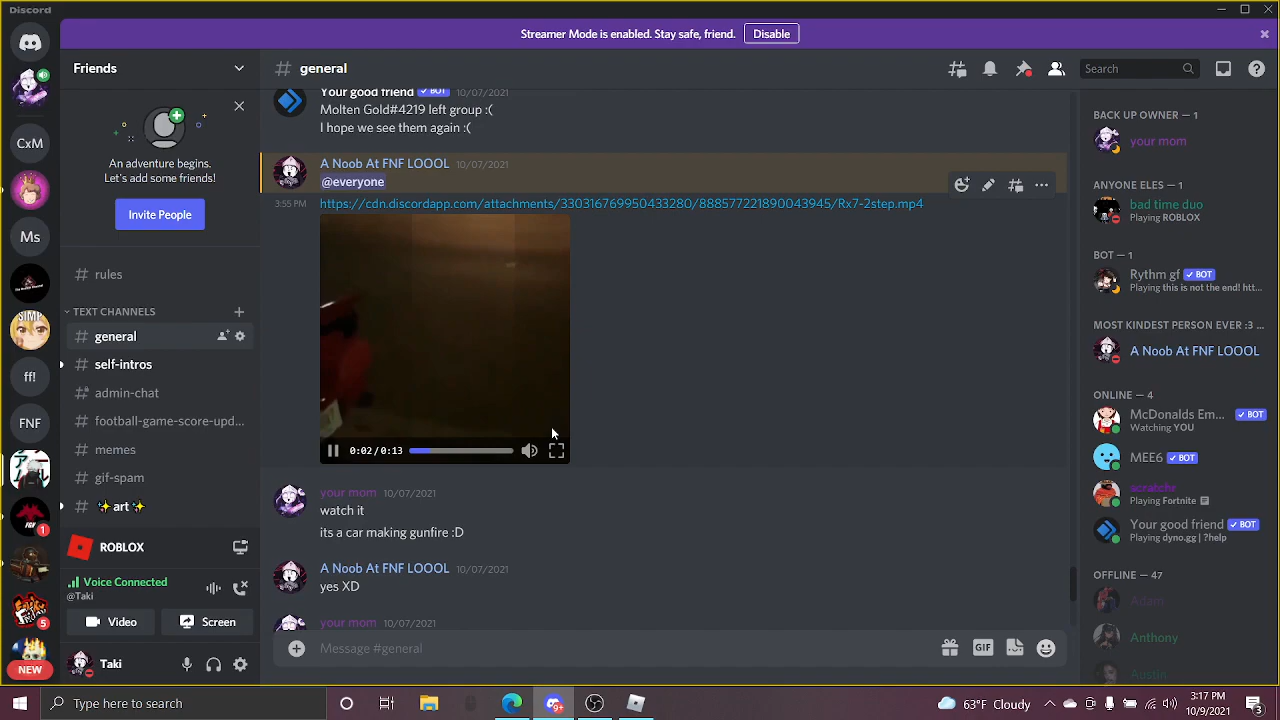 Discord
Streamer Mode is enabled. Stay safe, friend.
Disable
Friends
general
Search
CxM
Ms
SIMP
ff!
FNF
1
5
NEW
An adventure begins.
Let's add some friends!
Invite People
rules
TEXT CHANNELS
general
self-intros
admin-chat
football-game-score-upd...
memes
gif-spam
✨art✨
ROBLOX
Voice Connected
@Taki
Video
Screen
Taki
Your good friend BOT 10/07/2021
Molten Gold#4219 left group :(
I hope we see them again :(
A Noob At FNF LOOOL 10/07/2021
@everyone
3:55 PM https://cdn.discordapp.com/attachments/330316769950433280/888577221890043945/Rx7-2step.mp4
0:02/0:13
your mom 10/07/2021
watch it
its a car making gunfire :D
A Noob At FNF LOOOL 10/07/2021
yes XD
your mom 10/07/2021
Message #general
GIF
BACK UP OWNER — 1
your mom
ANYONE ELES — 1
bad time duo
Playing ROBLOX
BOT — 1
Rythm gf BOT
Playing this is not the end! htt...
MOST KINDEST PERSON EVER :3 ...
A Noob At FNF LOOOL
ONLINE — 4
McDonalds Em... BOT
Watching YOU
MEE6 BOT
Playing Fortnite
Your good friend BOT
Playing dyno.gg | ?help
OFFLINE — 47
Adam
Anthony
Austin
Type here to search
9+
60°F Cloudy
3:17 PM
10/9/2021